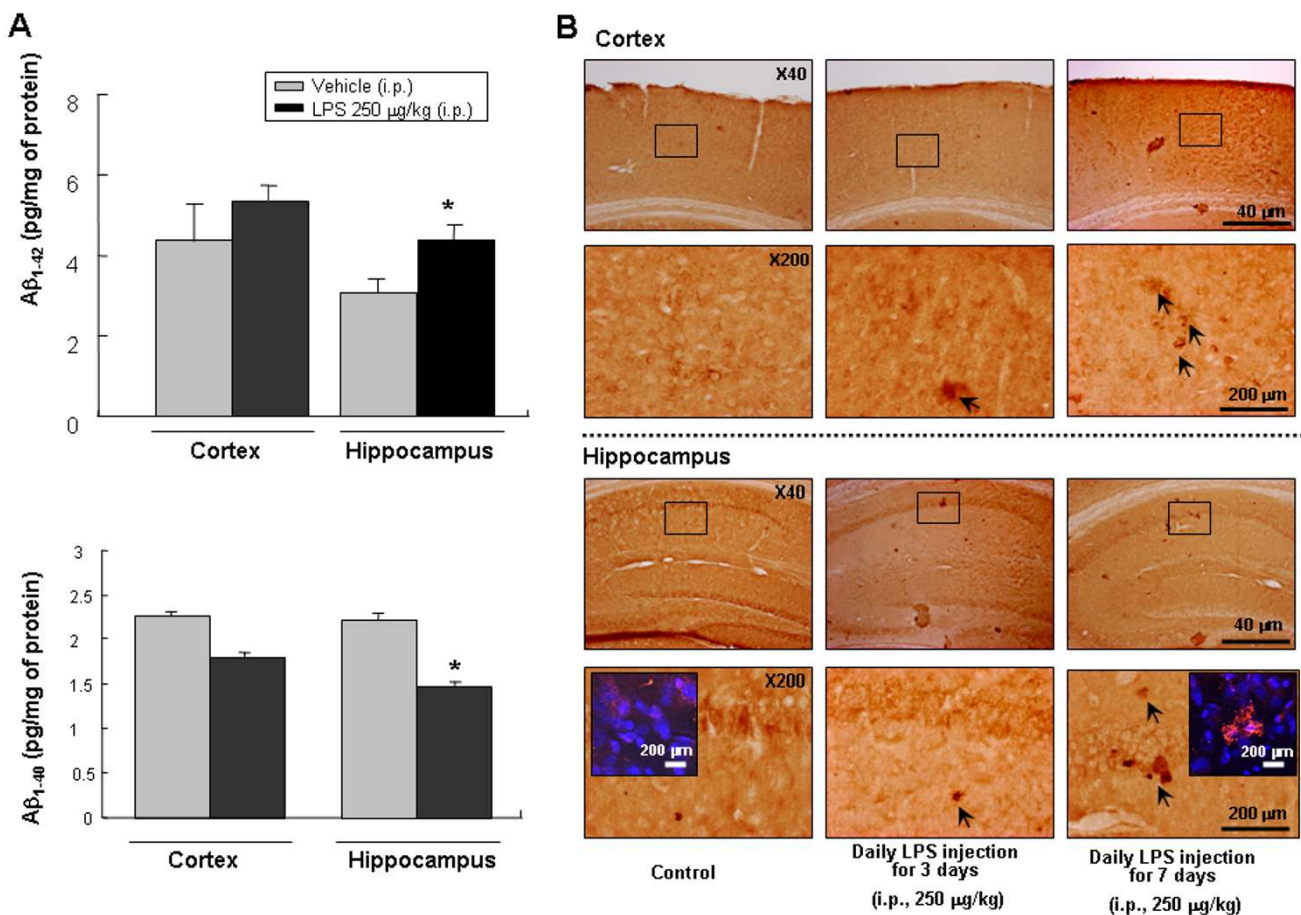 A
Aβ1-42 (pg/mg of protein)
8
6
4
2
0
Vehicle (i.p.)
LPS 250 µg/kg (i.p.)
*
Cortex
Hippocampus
Aβ1-40 (pg/mg of protein)
3
2.5
2
1.5
1
0.5
0
*
Cortex
Hippocampus
B
Cortex
X40
40 µm
X200
200 µm
Hippocampus
X40
40 µm
X200
200 µm
200 µm
200 µm
Control
Daily LPS injection
for 3 days
(i.p., 250 µg/kg)
Daily LPS injection
for 7 days
(i.p., 250 µg/kg)